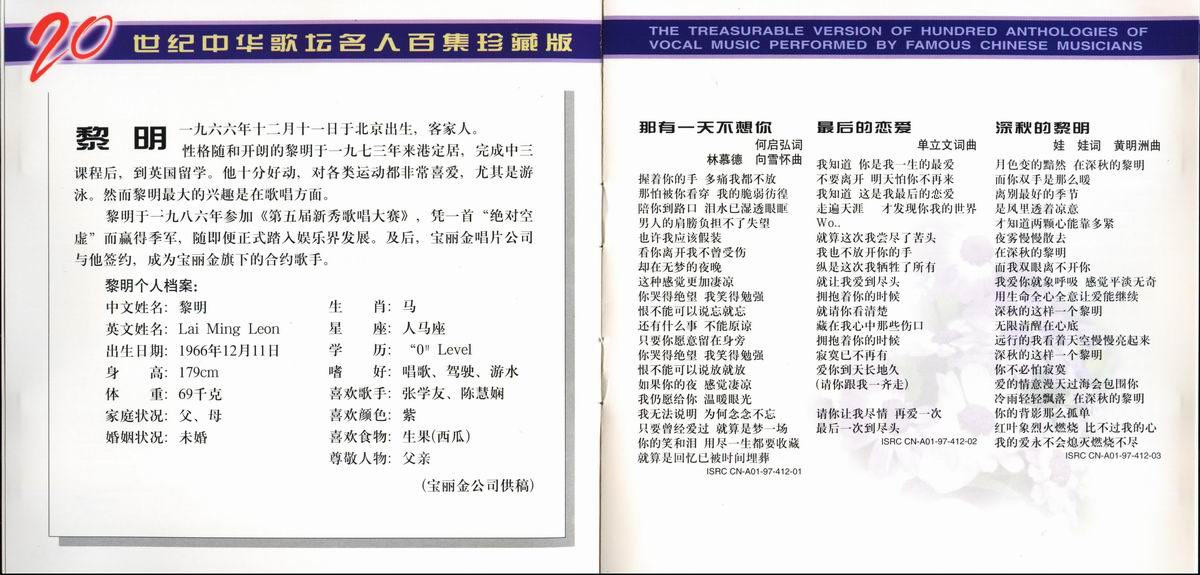 20
世纪中华歌坛名人百集珍藏版
黎 明 一九六六年十二月十一日于北京出生，客家人。
性格随和开朗的黎明于一九七三年来港定居，完成中三
课程后，到英国留学。他十分好动，对各类运动都非常喜爱，尤其是游
泳。然而黎明最大的兴趣是在歌唱方面。
黎明于一九八六年参加《第五届新秀歌唱大赛》，凭一首“绝对空
虚”而赢得季军，随即便正式踏入娱乐界发展。及后，宝丽金唱片公司
与他签约，成为宝丽金旗下的合约歌手。
黎明个人档案：
中文姓名：黎明
英文姓名：Lai Ming Leon
出生日期：1966年12月11日
身 高：179cm
体 重：69千克
家庭状况：父、母
婚姻状况：未婚
生 肖：马
星 座：人马座
学 历：“0" Level
嗜 好：唱歌、驾驶、游水
喜欢歌手：张学友、陈慧娴
喜欢颜色：紫
喜欢食物：生果(西瓜)
尊敬人物：父亲
(宝丽金公司供稿)
THE TREASURABLE VERSION OF HUNDRED ANTHOLOGIES OF
VOCAL MUSIC PERFORMED BY FAMOUS CHINESE MUSICIANS
那有一天不想你
何启弘词
林慕德 向雪怀曲
握着你的手 多痛我都不放
那怕被你看穿 我的脆弱彷徨
陪你到路口 泪水已湿透眼眶
男人的肩膀负担不了失望
也许我应该假装
看你离开我不曾受伤
却在无梦的夜晚
这种感觉更加凄凉
你哭得绝望 我笑得勉强
恨不能可以说忘就忘
还有什么事 不能原谅
只要你愿意留在身旁
你哭得绝望 我笑得勉强
恨不能可以说放就放
如果你的夜 感觉凄凉
我仍愿给你 温暖眼光
我无法说明 为何念念不忘
只要曾经爱过 就算是梦一场
你的笑和泪 用尽一生都要收藏
就算是回忆已被时间埋葬
ISRC CN-A01-97-412-01
最后的恋爱
单立文词曲
我知道 你是我一生的最爱
不要离开 明天怕你不再来
我知道 这是我最后的恋爱
走遍天涯 才发现你我的世界
Wo..
就算这次我尝尽了苦头
我也不放开你的手
纵是这次我牺牲了所有
就让我爱到尽头
拥抱着你的时候
就请你看清楚
藏在我心中那些伤口
拥抱着你的时候
寂寞已不再有
爱你到天长地久
(请你跟我一齐走)
请你让我尽情 再爱一次
最后一次到尽头
ISRC CN-A01-97-412-02
深秋的黎明
娃 娃词 黄明洲曲
月色变的黯然 在深秋的黎明
而你双手是那么暖
离别最好的季节
是风里透着凉意
才知道两颗心能靠多紧
夜雾慢慢散去
在深秋的黎明
而我双眼离不开你
我爱你就象呼吸 感觉平淡无奇
用生命全心全意让爱能继续
深秋的这样一个黎明
无限清醒在心底
远行的我看着天空慢慢亮起来
深秋的这样一个黎明
你不必怕寂寞
爱的情意漫天过海会包围你
冷雨轻轻飘落 在深秋的黎明
你的背影那么孤单
红叶象烈火燃烧 比不过我的心
我的爱永不会熄灭燃烧不尽
ISRC CN-A01-97-412-03